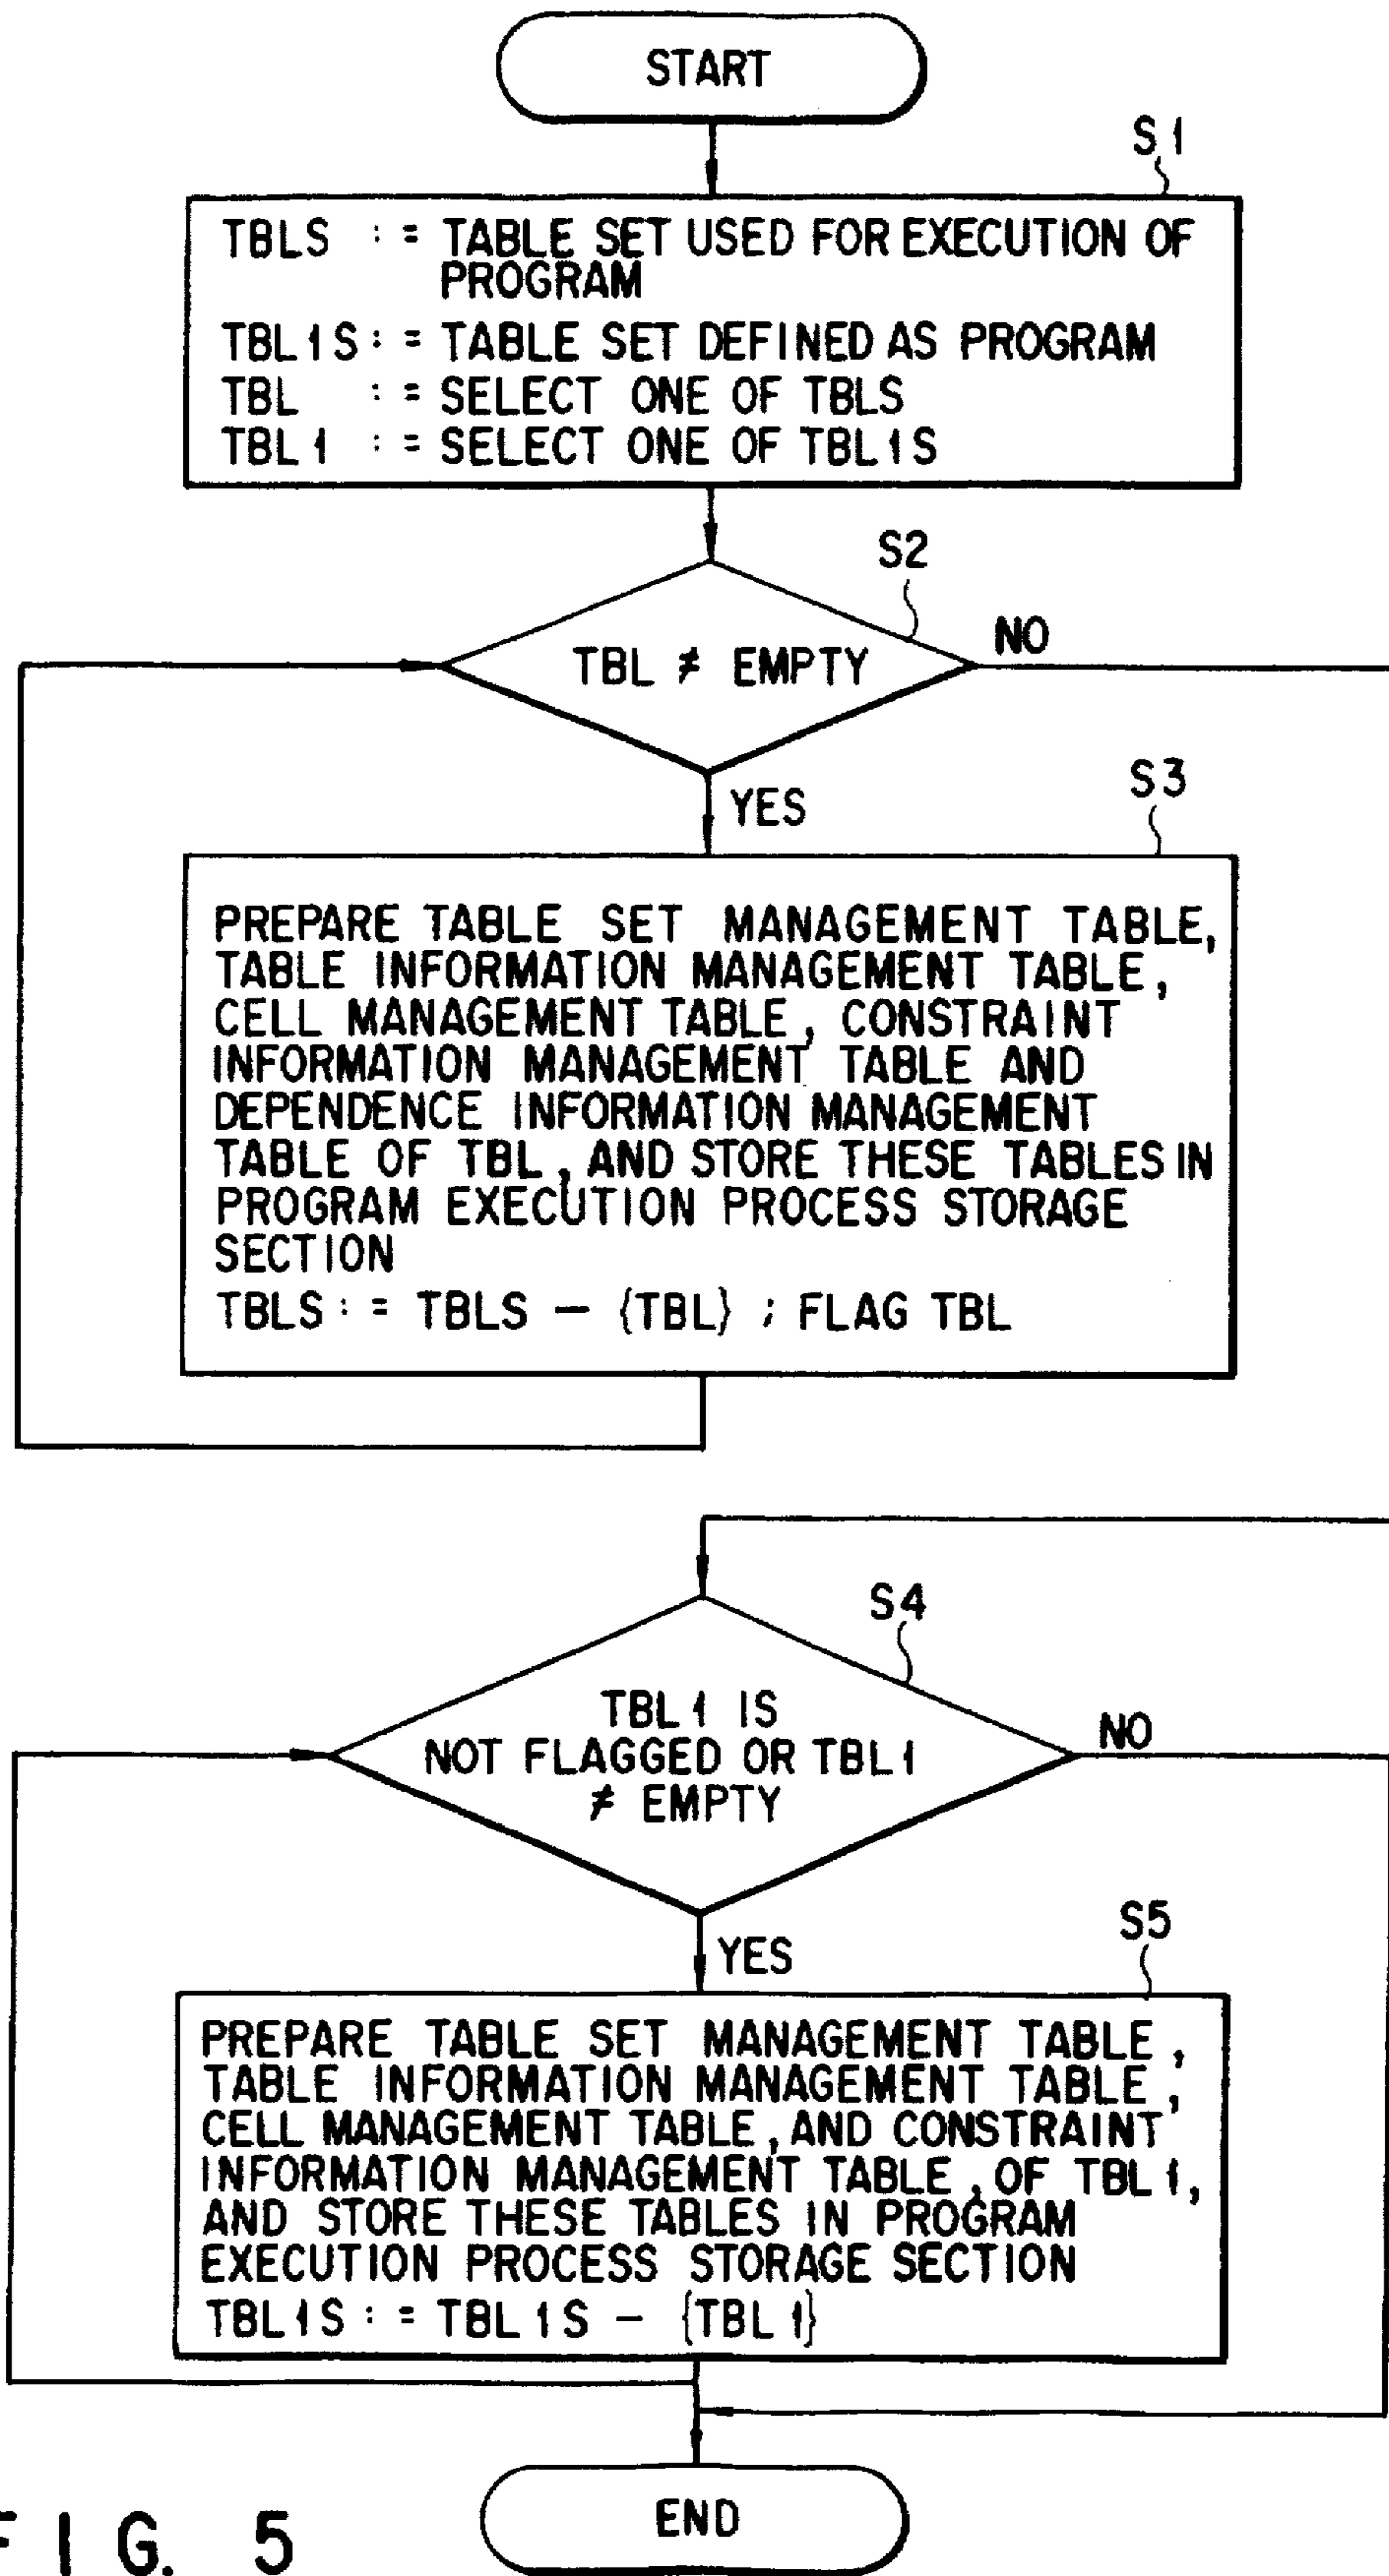 START
S1
TBLS := TABLE SET USED FOR EXECUTION OF
PROGRAM
TBL1S := TABLE SET DEFINED AS PROGRAM
TBL := SELECT ONE OF TBLS
TBL1 := SELECT ONE OF TBL1S
S2
TBL ≠ EMPTY
NO
YES
S3
PREPARE TABLE SET MANAGEMENT TABLE,
TABLE INFORMATION MANAGEMENT TABLE,
CELL MANAGEMENT TABLE, CONSTRAINT
INFORMATION MANAGEMENT TABLE AND
DEPENDENCE INFORMATION MANAGEMENT
TABLE OF TBL, AND STORE THESE TABLES IN
PROGRAM EXECUTION PROCESS STORAGE
SECTION
TBLS := TBLS - {TBL} ; FLAG TBL
S4
TBL1 IS
NOT FLAGGED OR TBL1
≠ EMPTY
NO
YES
S5
PREPARE TABLE SET MANAGEMENT TABLE,
TABLE INFORMATION MANAGEMENT TABLE,
CELL MANAGEMENT TABLE, AND CONSTRAINT
INFORMATION MANAGEMENT TABLE, OF TBL1,
AND STORE THESE TABLES IN PROGRAM
EXECUTION PROCESS STORAGE SECTION
TBL1S := TBL1S - {TBL1}
END
FIG. 5